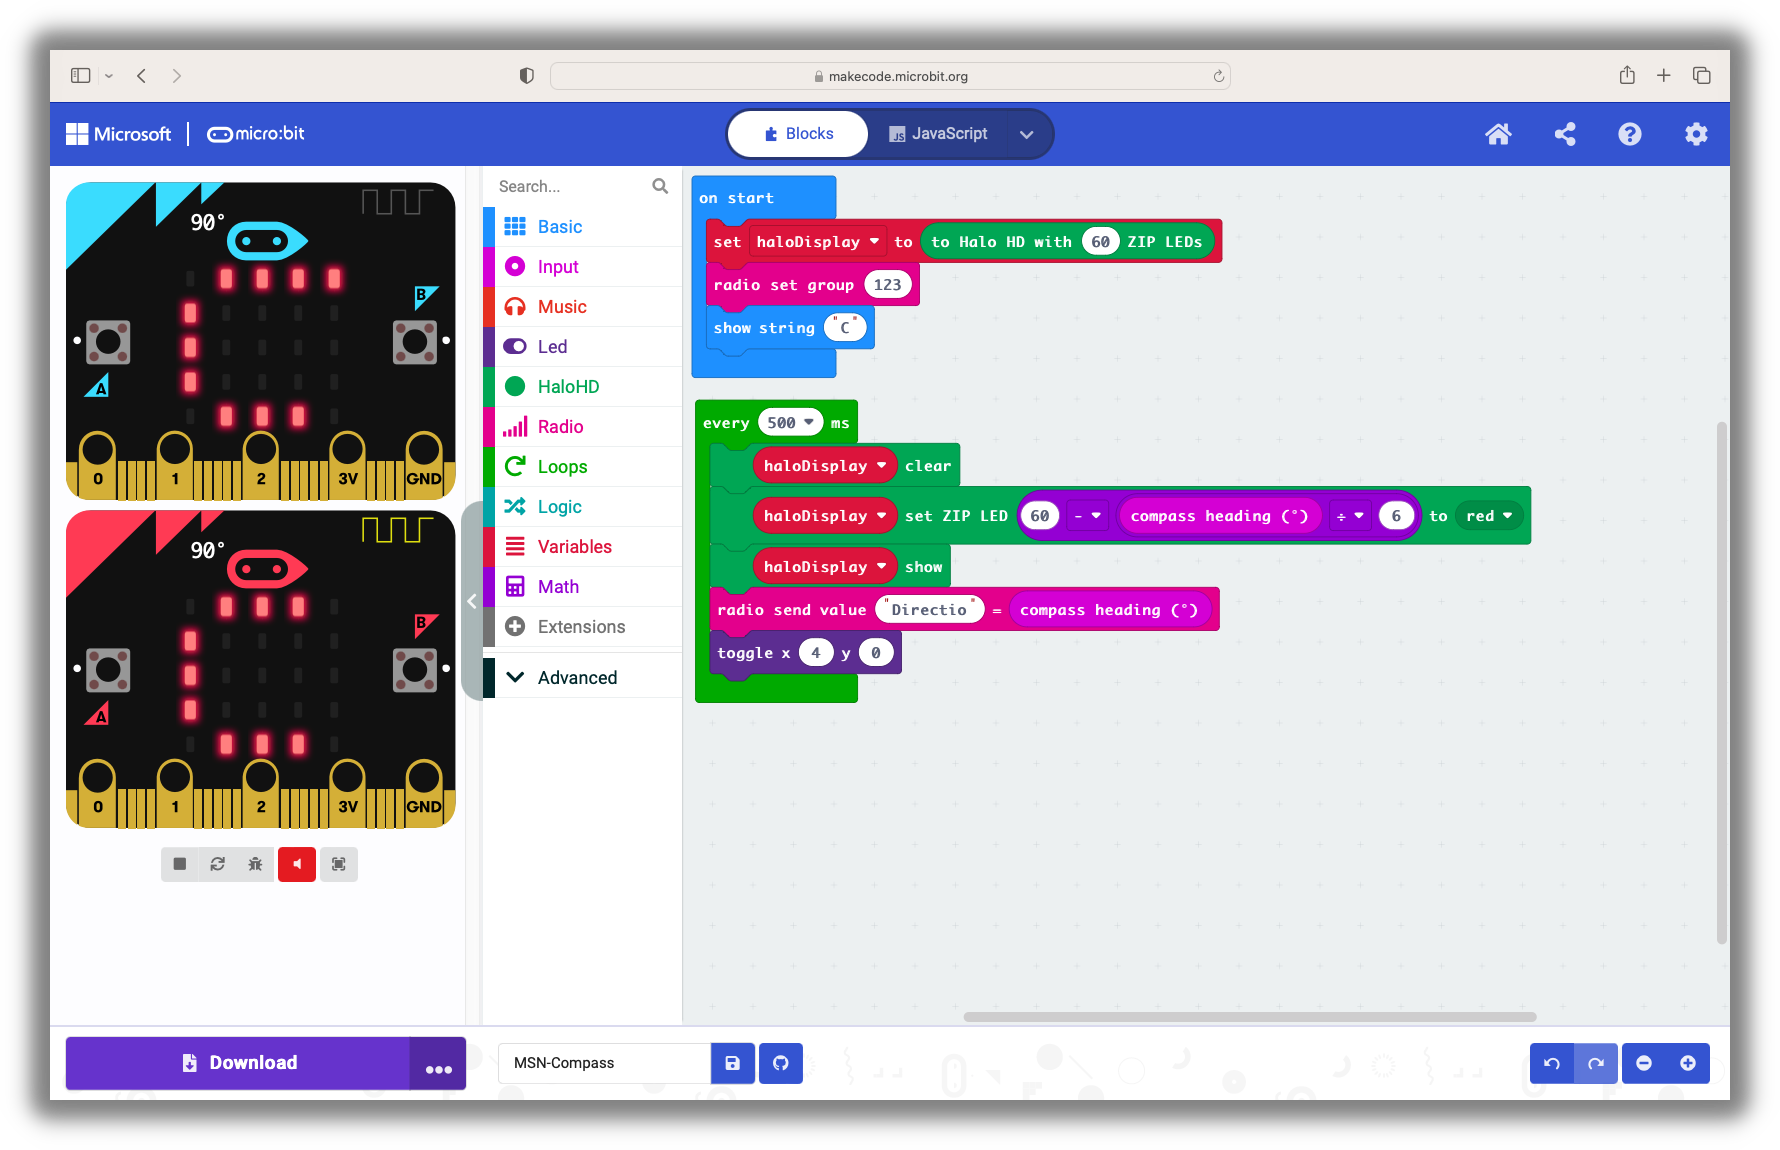 makecode.microbit.org
Microsoft micro:bit
Blocks
JavaScript
90°
B
A
0 1 2 3V GND
90°
B
A
0 1 2 3V GND
Search...
Basic
Input
Music
Led
HaloHD
Radio
Loops
Logic
Variables
Math
Extensions
Advanced
on start
set haloDisplay to to Halo HD with 60 ZIP LEDs
radio set group 123
show string "C"
every 500 ms
haloDisplay clear
haloDisplay set ZIP LED 60 - compass heading (°) ÷ 6 to red
haloDisplay show
radio send value "Directio" = compass heading (°)
toggle x 4 y 0
Download
MSN-Compass